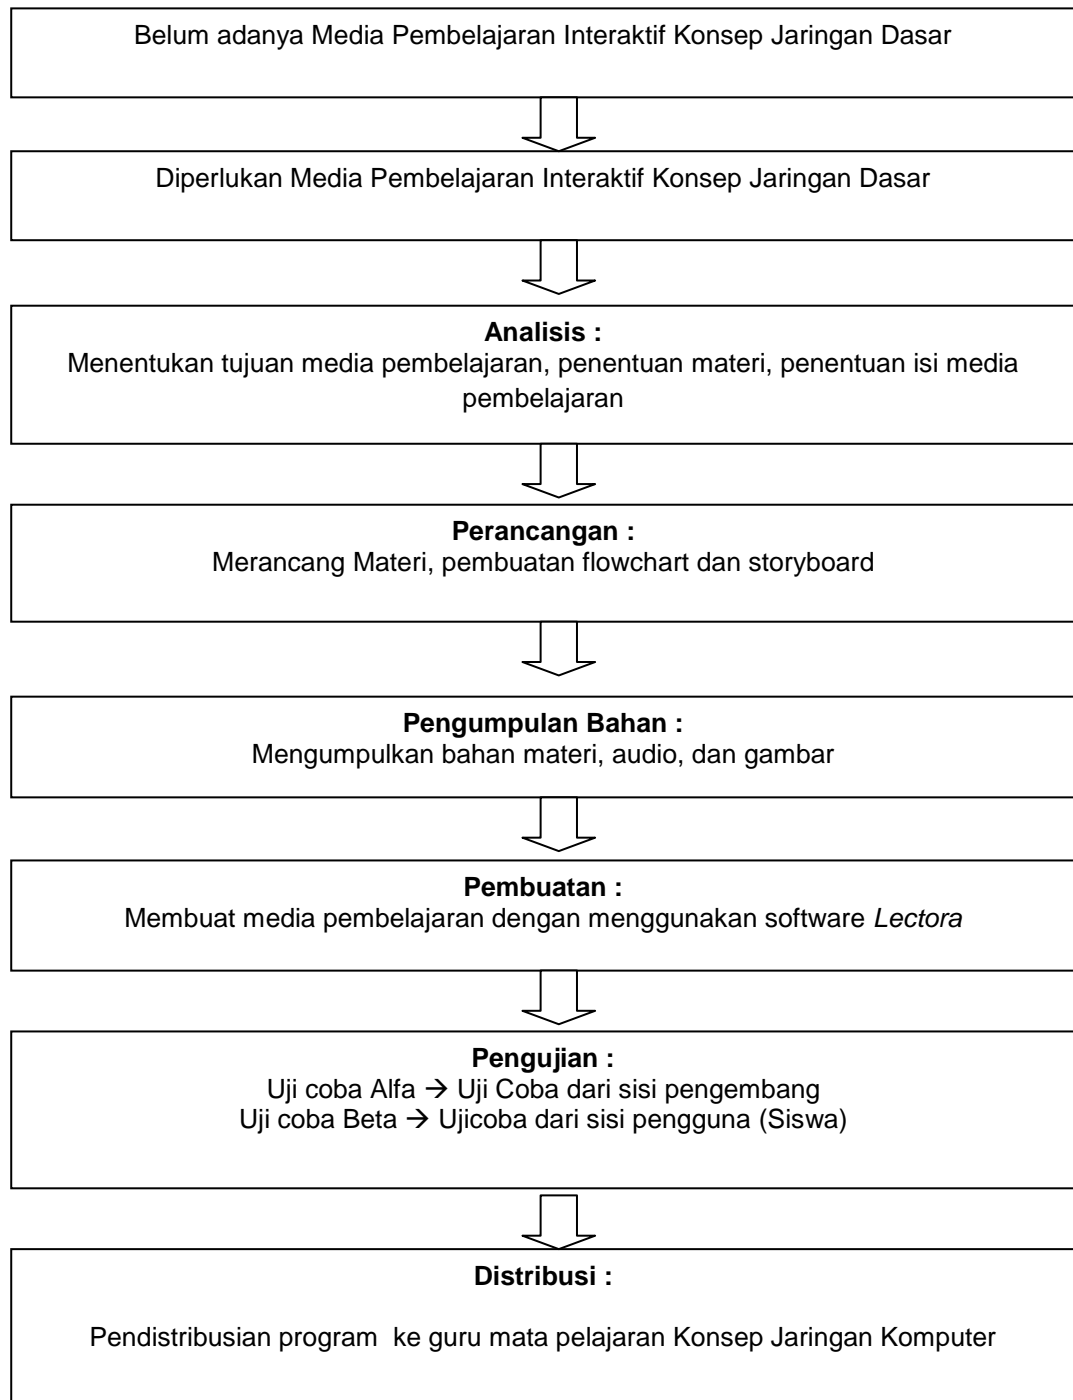 Belum adanya Media Pembelajaran Interaktif Konsep Jaringan Dasar
Diperlukan Media Pembelajaran Interaktif Konsep Jaringan Dasar
Analisis :
Menentukan tujuan media pembelajaran, penentuan materi, penentuan isi media
pembelajaran
Perancangan :
Merancang Materi, pembuatan flowchart dan storyboard
Pengumpulan Bahan :
Mengumpulkan bahan materi, audio, dan gambar
Pembuatan :
Membuat media pembelajaran dengan menggunakan software Lectora
Pengujian :
Uji coba Alfa → Uji Coba dari sisi pengembang
Uji coba Beta → Ujicoba dari sisi pengguna (Siswa)
Distribusi :
Pendistribusian program ke guru mata pelajaran Konsep Jaringan Komputer